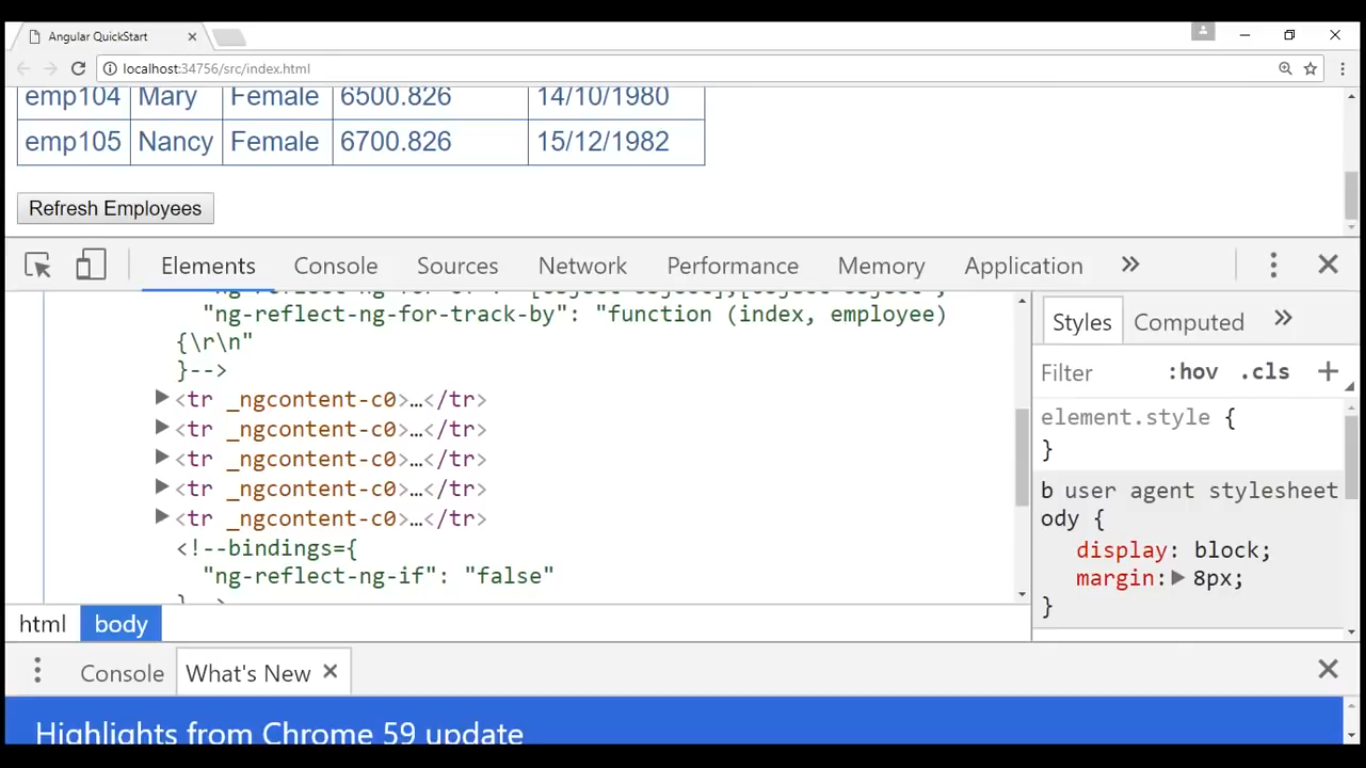 Angular QuickStart
localhost:34756/src/index.html
emp104 Mary Female 6500.826 14/10/1980
emp105 Nancy Female 6700.826 15/12/1982
Refresh Employees
Elements Console Sources Network Performance Memory Application
"ng-reflect-ng-for-track-by": "function (index, employee)
{\r\n"
}-->
<tr _ngcontent-c0>…</tr>
<tr _ngcontent-c0>…</tr>
<tr _ngcontent-c0>…</tr>
<tr _ngcontent-c0>…</tr>
<tr _ngcontent-c0>…</tr>
<!--bindings={
"ng-reflect-ng-if": "false"
html body
Styles Computed
Filter :hov .cls +
element.style {
}
b user agent stylesheet
ody {
display: block;
margin: 8px;
}
Console What's New
Highlights from Chrome 59 update